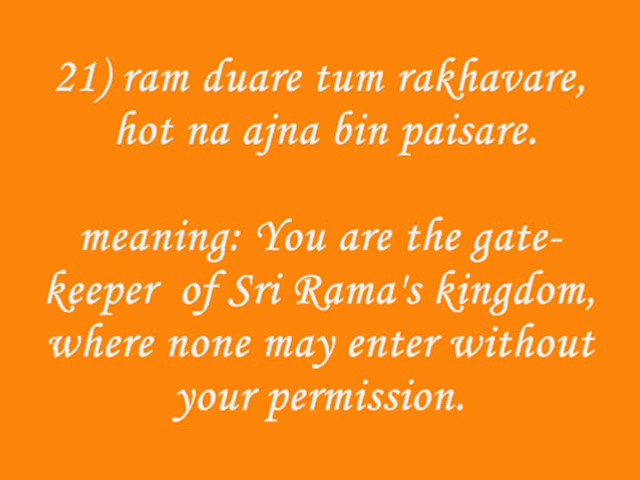 21) ram duare tum rakhavare,
hot na ajna bin paisare.
meaning: You are the gate-
keeper of Sri Rama's kingdom,
where none may enter without
your permission.